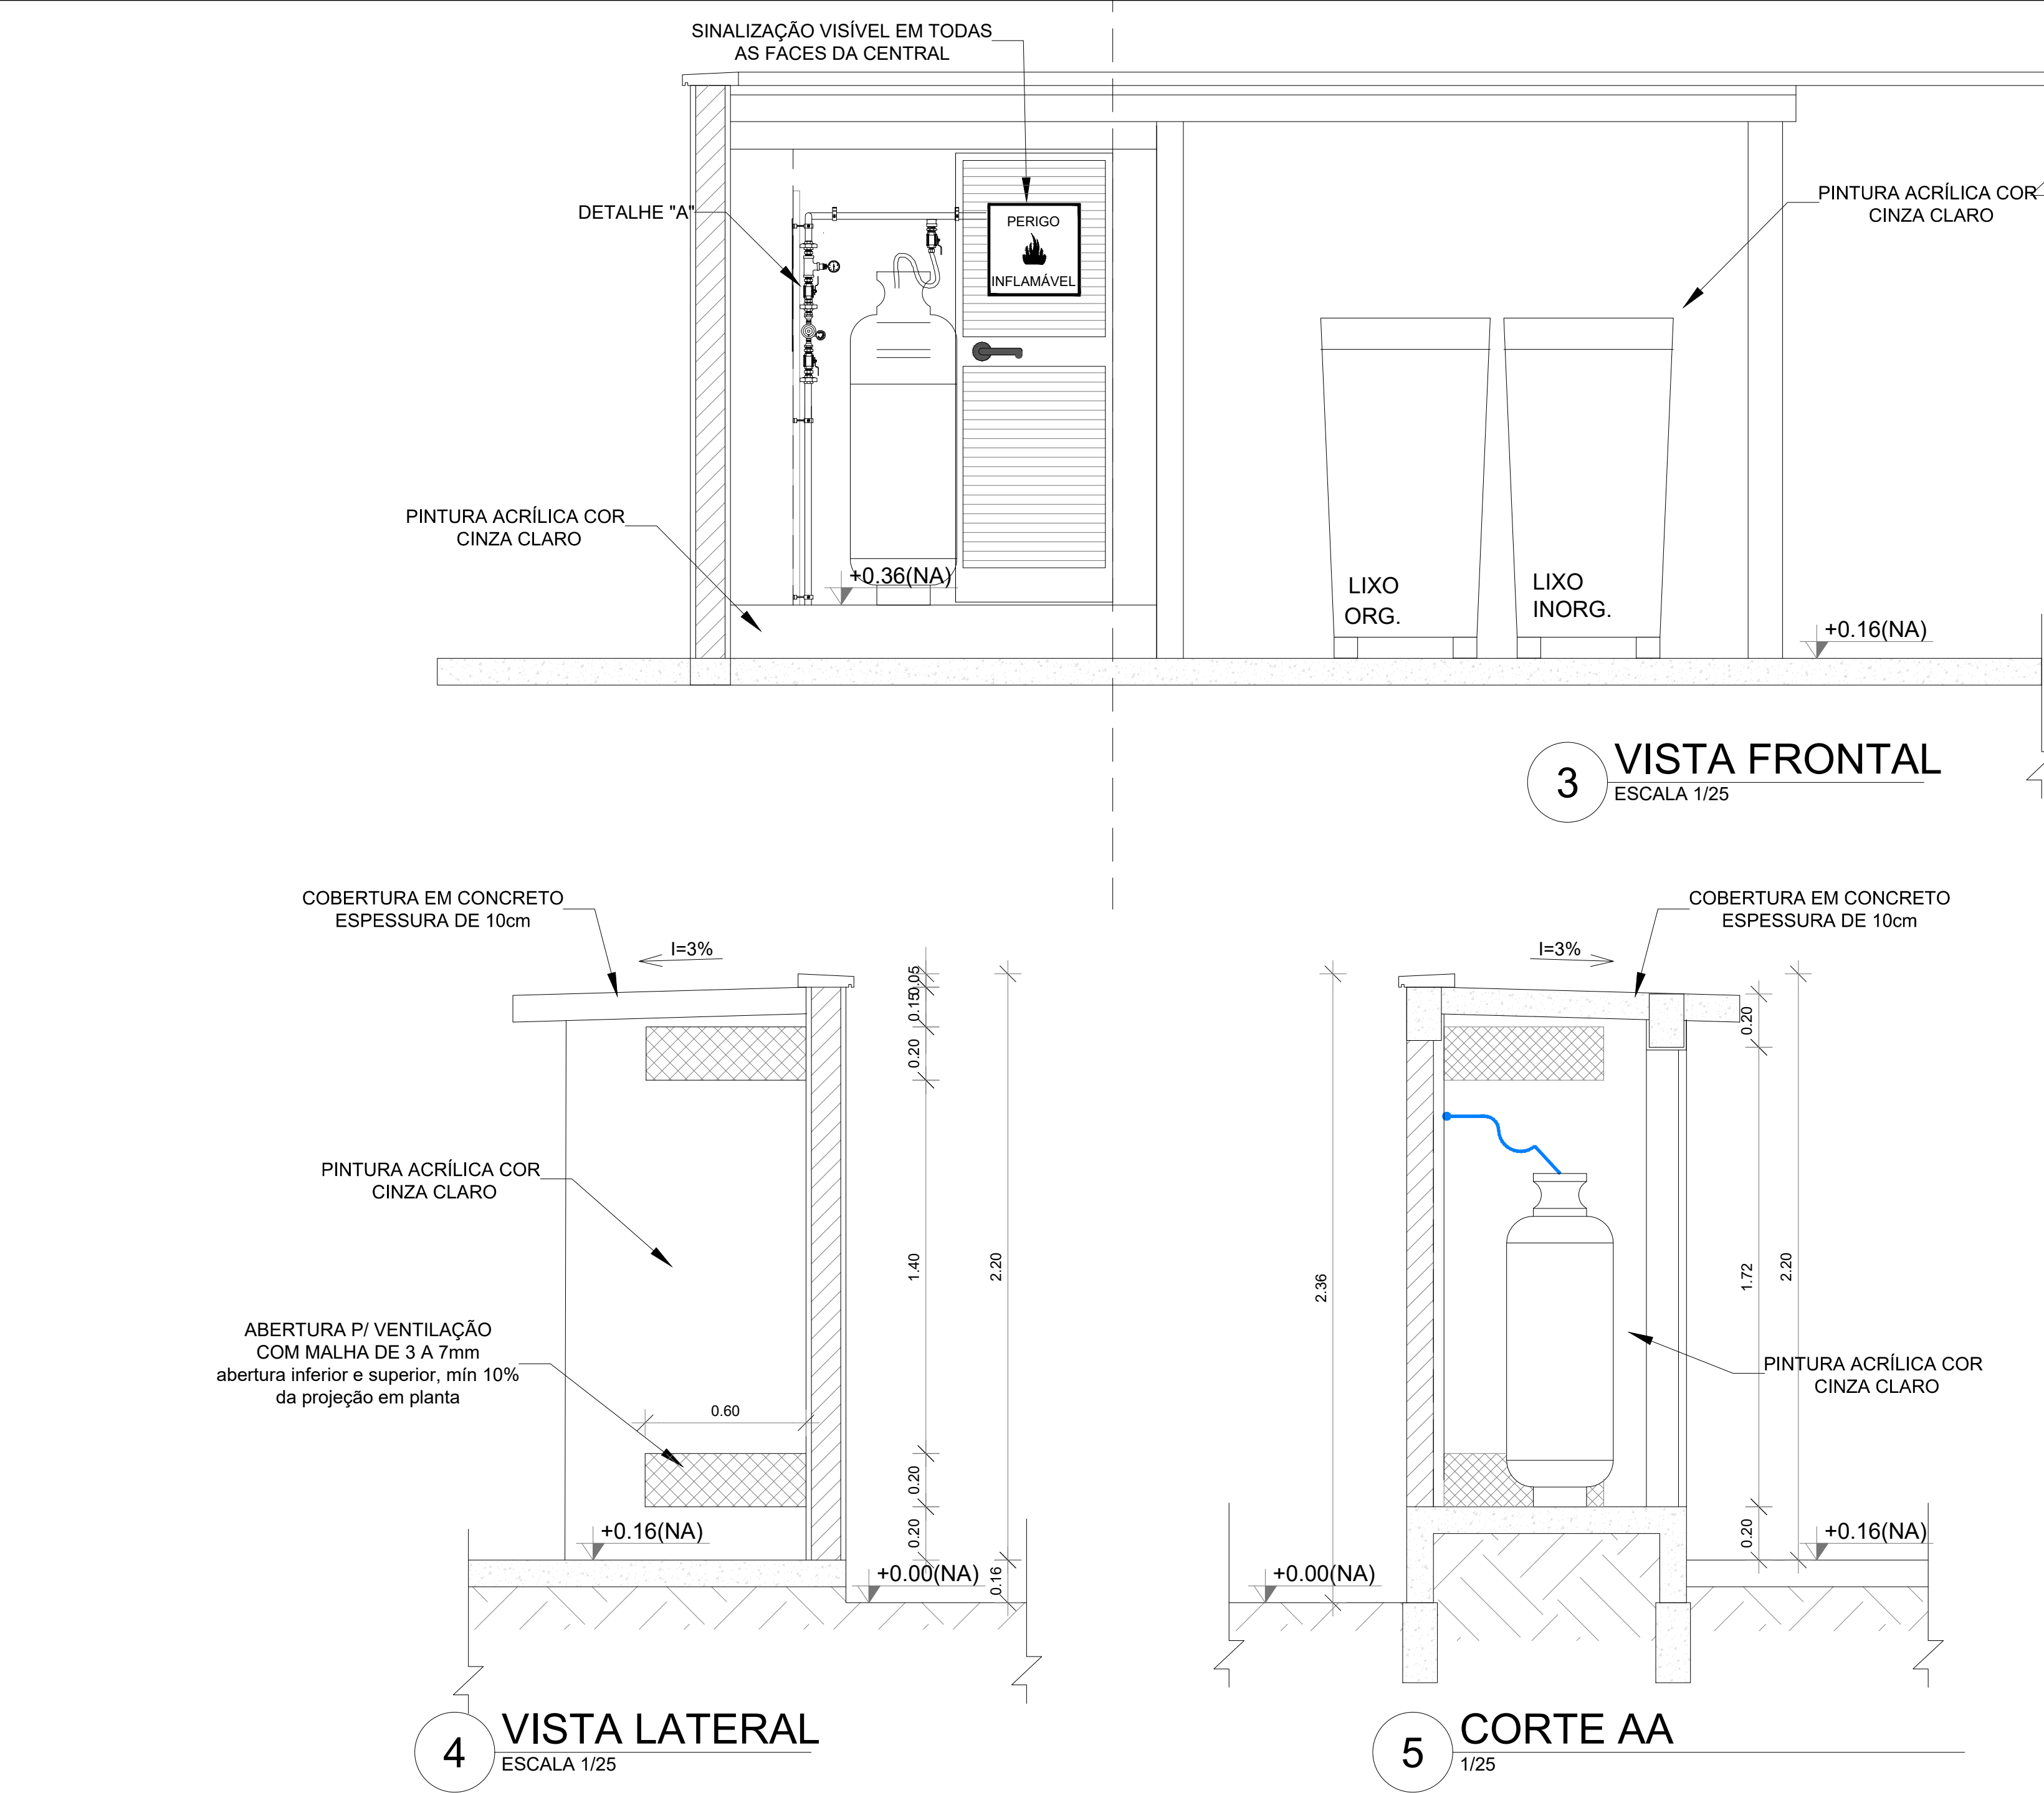 SINALIZAÇÃO VISÍVEL EM TODAS
AS FACES DA CENTRAL
DETALHE "A"
PERIGO
INFLAMÁVEL
PINTURA ACRÍLICA COR
CINZA CLARO
PINTURA ACRÍLICA COR
CINZA CLARO
+0.36(NA)
LIXO
ORG.
LIXO
INORG.
+0.16(NA)
3
VISTA FRONTAL
ESCALA 1/25
COBERTURA EM CONCRETO
ESPESSURA DE 10cm
I=3%
0.05
0.15
0.20
1.40
2.20
PINTURA ACRÍLICA COR
CINZA CLARO
ABERTURA P/ VENTILAÇÃO
COM MALHA DE 3 A 7mm
abertura inferior e superior, mín 10%
da projeção em planta
0.60
0.20
0.20
+0.16(NA)
+0.00(NA)
0.16
4
VISTA LATERAL
ESCALA 1/25
COBERTURA EM CONCRETO
ESPESSURA DE 10cm
I=3%
0.20
2.36
1.72
2.20
PINTURA ACRÍLICA COR
CINZA CLARO
0.20
+0.16(NA)
+0.00(NA)
5
CORTE AA
1/25